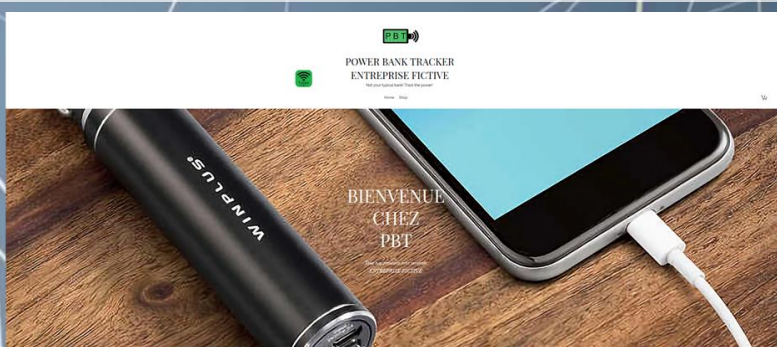 PBT
POWER BANK TRACKER
ENTREPRISE FICTIVE
Not your typical bank! Track the power!
Home Shop
WINPLUS
BIENVENUE
CHEZ
PBT
ENTREPRISE FICTIVE